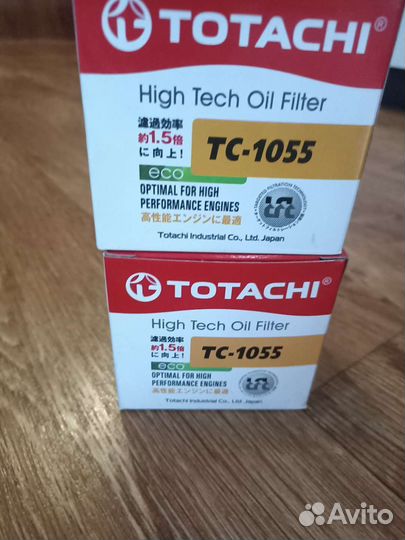 TOTACHI®
High Tech Oil Filter
濾過効率
約1.5倍
に向上!
TC-1055
eco
OPTIMAL FOR HIGH
PERFORMANCE ENGINES
高性能エンジンに最適
Totachi Industrial Co., Ltd. Japan
TOTACHI®
High Tech Oil Filter
濾過効率
約1.5倍
に向上!
TC-1055
eco
OPTIMAL FOR HIGH
PERFORMANCE ENGINES
高性能エンジンに最適
Totachi Industrial Co., Ltd. Japan
Avito